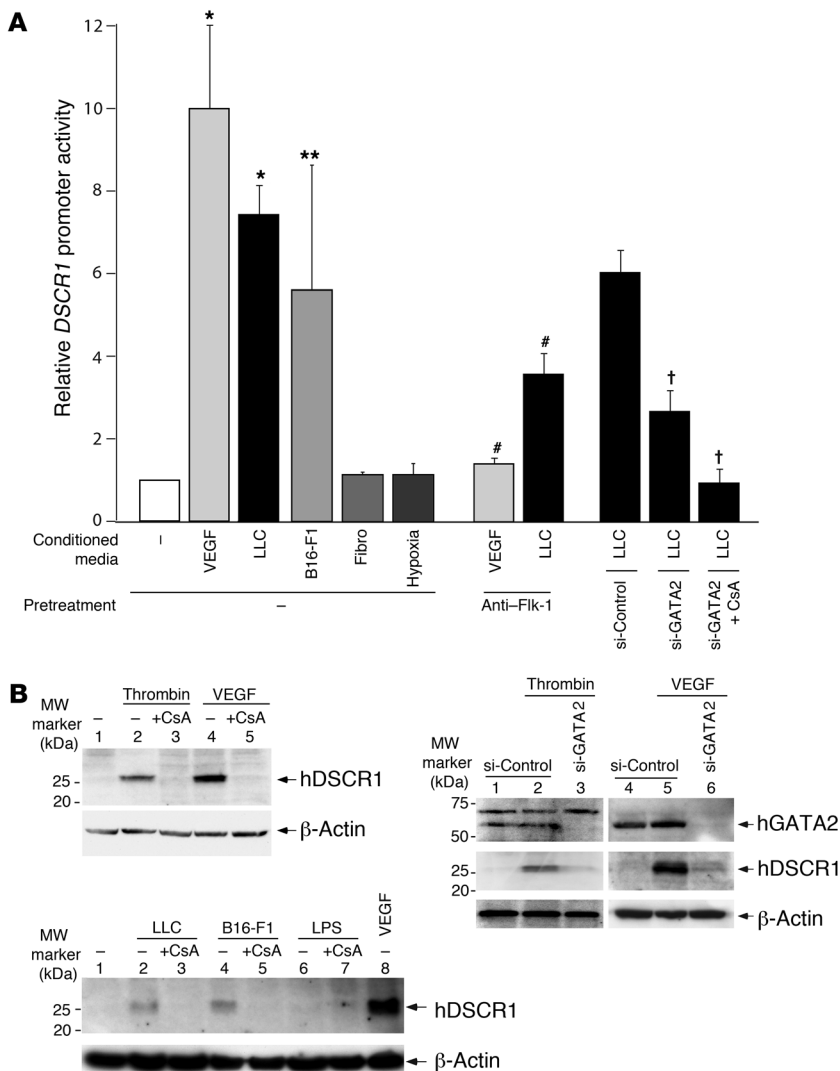 A
Relative DSCR1 promoter activity
12
10
8
6
4
2
0
*
*
**
#
#
†
†
Conditioned media
–
VEGF
LLC
B16-F1
Fibro
Hypoxia
VEGF
LLC
LLC
LLC
LLC
Pretreatment
–
Anti–Flk-1
si-Control
si-GATA2
si-GATA2 + CsA
B
Thrombin VEGF
MW marker (kDa)
– – +CsA – +CsA
1 2 3 4 5
25 -
20 -
hDSCR1
β-Actin
Thrombin VEGF
MW marker (kDa)
si-Control si-GATA2 si-Control si-GATA2
1 2 3 4 5 6
75-
50-
hGATA2
25-
20-
hDSCR1
β-Actin
LLC B16-F1 LPS VEGF
MW marker (kDa)
– – +CsA – +CsA – +CsA –
1 2 3 4 5 6 7 8
25 -
20 -
hDSCR1
β-Actin